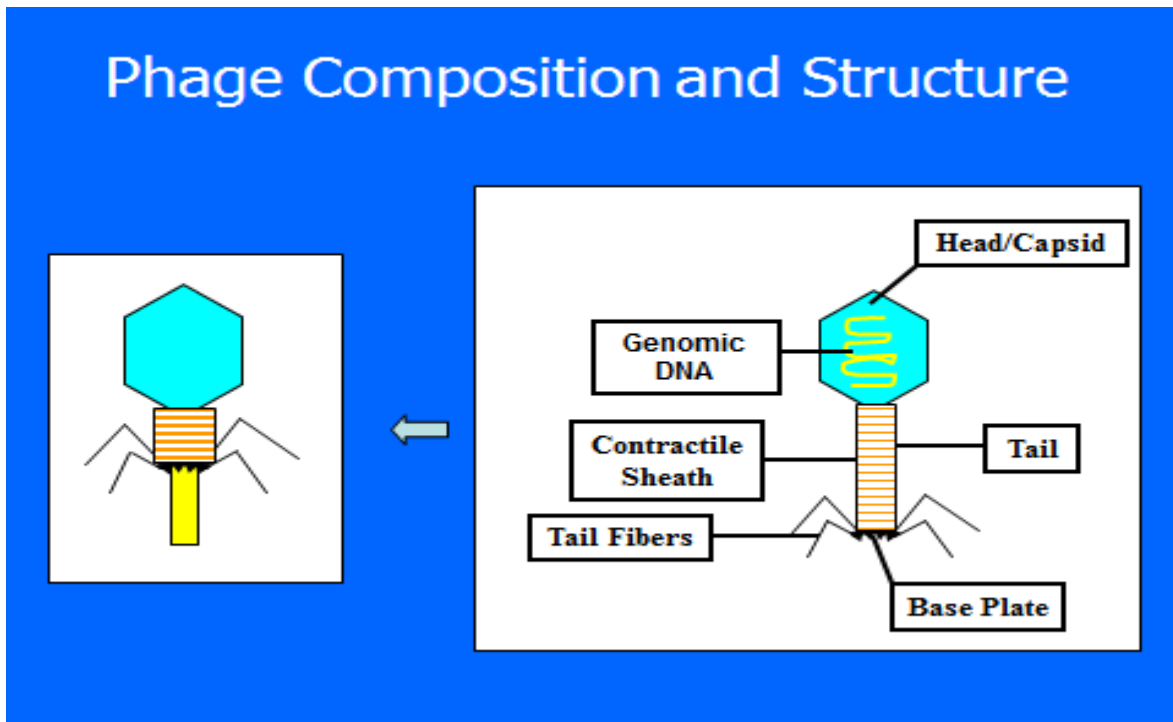 Phage Composition and Structure
Head/Capsid
Genomic
DNA
Contractile
Sheath
Tail
Tail Fibers
Base Plate